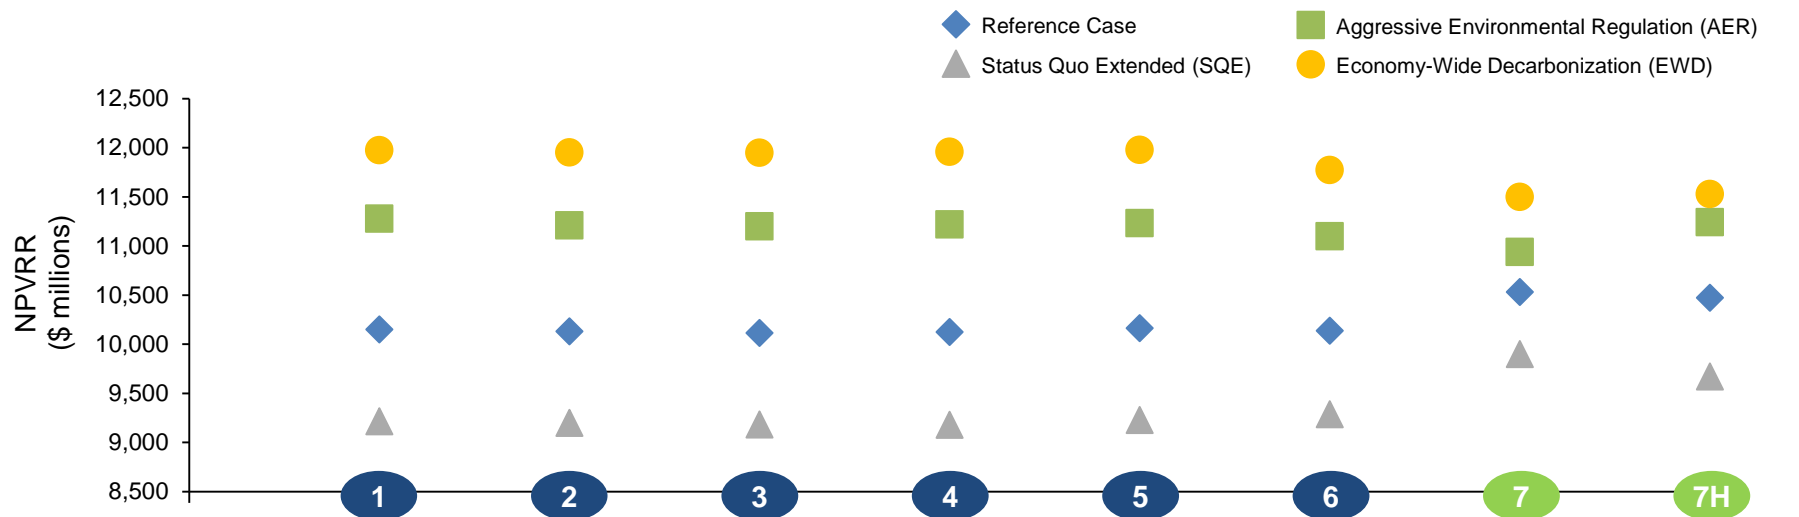 Reference Case
Aggressive Environmental Regulation (AER)
Status Quo Extended (SQE)
Economy-Wide Decarbonization (EWD)
NPVRR
($ millions)
12,500
12,000
11,500
11,000
10,500
10,000
9,500
9,000
8,500
1
2
3
4
5
6
7
7H